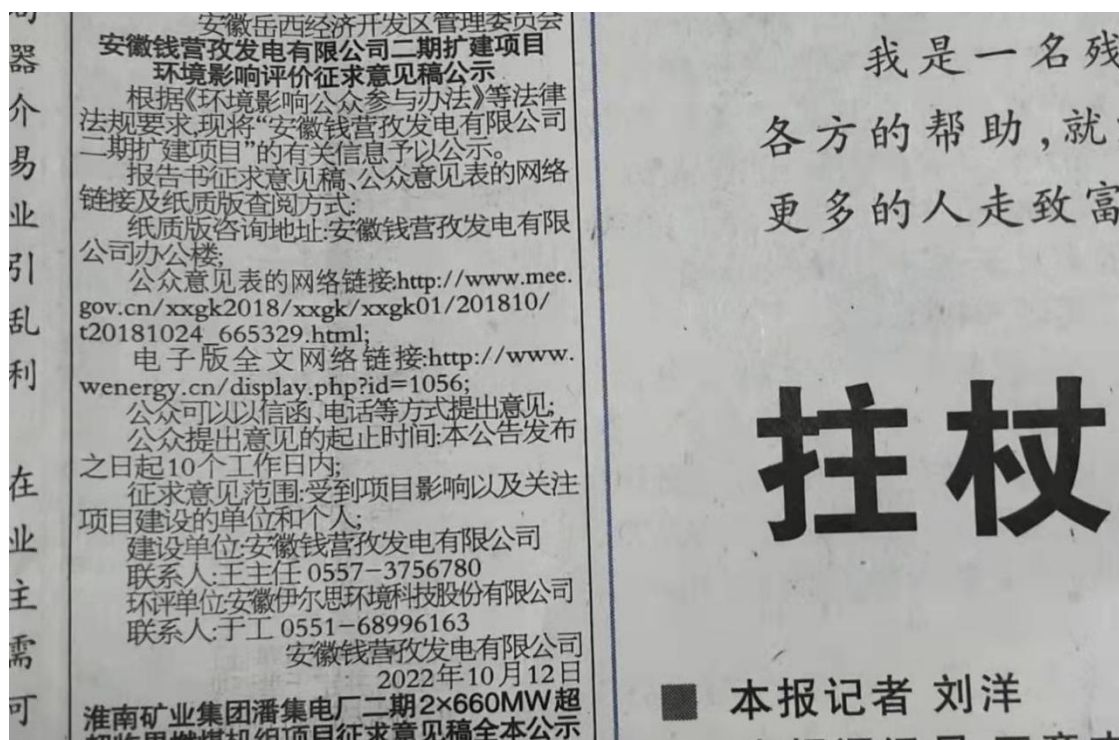 器
介
易
业
引
乱
利
在
业
主
需
可
安徽岳西经济开发区管理委员会
安徽钱营孜发电有限公司二期扩建项目
环境影响评价征求意见稿公示
根据《环境影响公众参与办法》等法律
法规要求,现将“安徽钱营孜发电有限公司
二期扩建项目”的有关信息予以公示。
报告书征求意见稿、公众意见表的网络
链接及纸质版查阅方式:
纸质版咨询地址:安徽钱营孜发电有限
公司办公楼;
公众意见表的网络链接:http://www.mee.
gov.cn/xxgk2018/xxgk/xxgk01/201810/
t20181024_665329.html;
电子版全文网络链接:http://www.
wenergy.cn/display.php?id=1056;
公众可以以信函、电话等方式提出意见;
公众提出意见的起止时间:本公告发布
之日起10个工作日内;
征求意见范围:受到项目影响以及关注
项目建设的单位和个人;
建设单位:安徽钱营孜发电有限公司
联系人:王主任 0557-3756780
环评单位:安徽伊尔思环境科技股份有限公司
联系人:于工 0551-68996163
安徽钱营孜发电有限公司
2022年10月12日
淮南矿业集团潘集电厂二期2×660MW超
超临界燃煤机组项目征求意见稿全本公示
我是一名残
各方的帮助,就
更多的人走致富
拄杖
■ 本报记者 刘洋